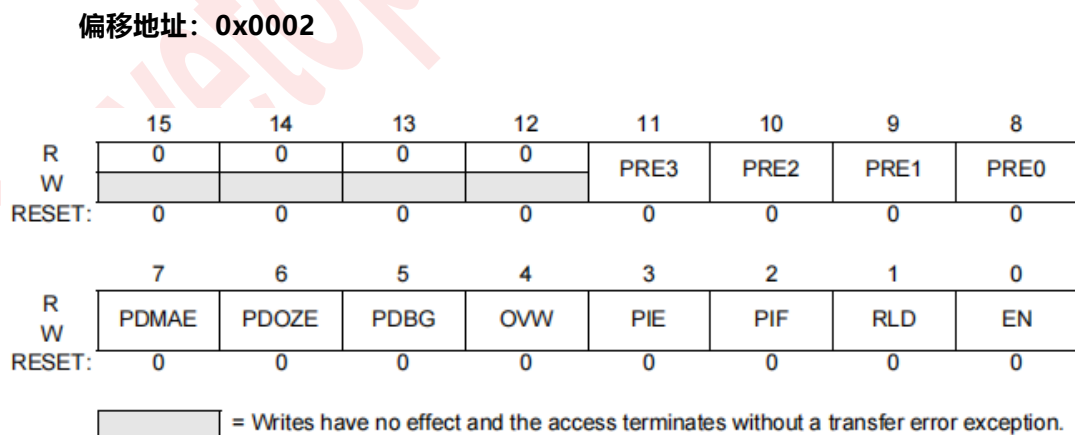 偏移地址：0x0002
15 14 13 12 11 10 9 8
R 0 0 0 0 PRE3 PRE2 PRE1 PRE0
W
RESET: 0 0 0 0 0 0 0 0
7 6 5 4 3 2 1 0
R PDMAE PDOZE PDBG OVW PIE PIF RLD EN
W
RESET: 0 0 0 0 0 0 0 0
= Writes have no effect and the access terminates without a transfer error exception.